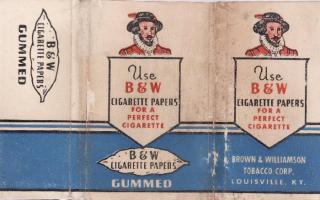 B&W
CIGARETTE PAPERS
GUMMED
Use
B&W
CIGARETTE PAPERS
FOR A
PERFECT
CIGARETTE
B&W
CIGARETTE PAPERS
GUMMED
Use
B&W
CIGARETTE PAPERS
FOR A
PERFECT
CIGARETTE
BROWN & WILLIAMSON
TOBACCO CORP.
LOUISVILLE, KY.